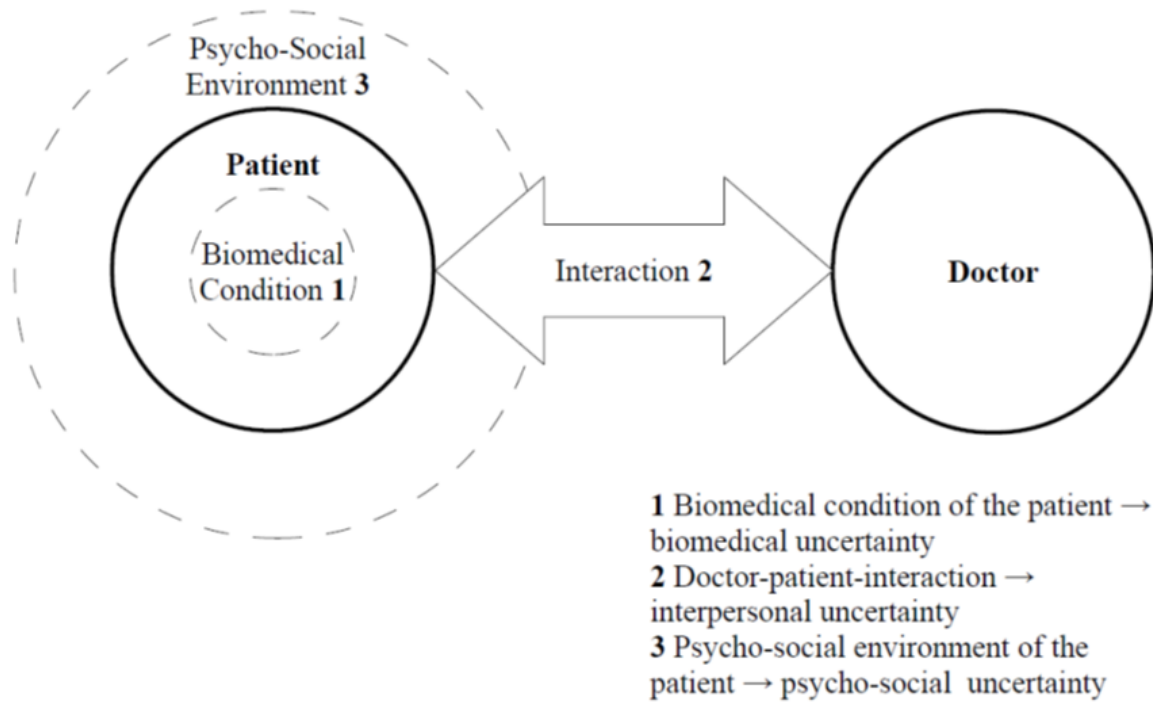 Psycho-Social
Environment 3
Patient
Biomedical
Condition 1
Interaction 2
Doctor
1 Biomedical condition of the patient →
biomedical uncertainty
2 Doctor-patient-interaction →
interpersonal uncertainty
3 Psycho-social environment of the
patient → psycho-social uncertainty